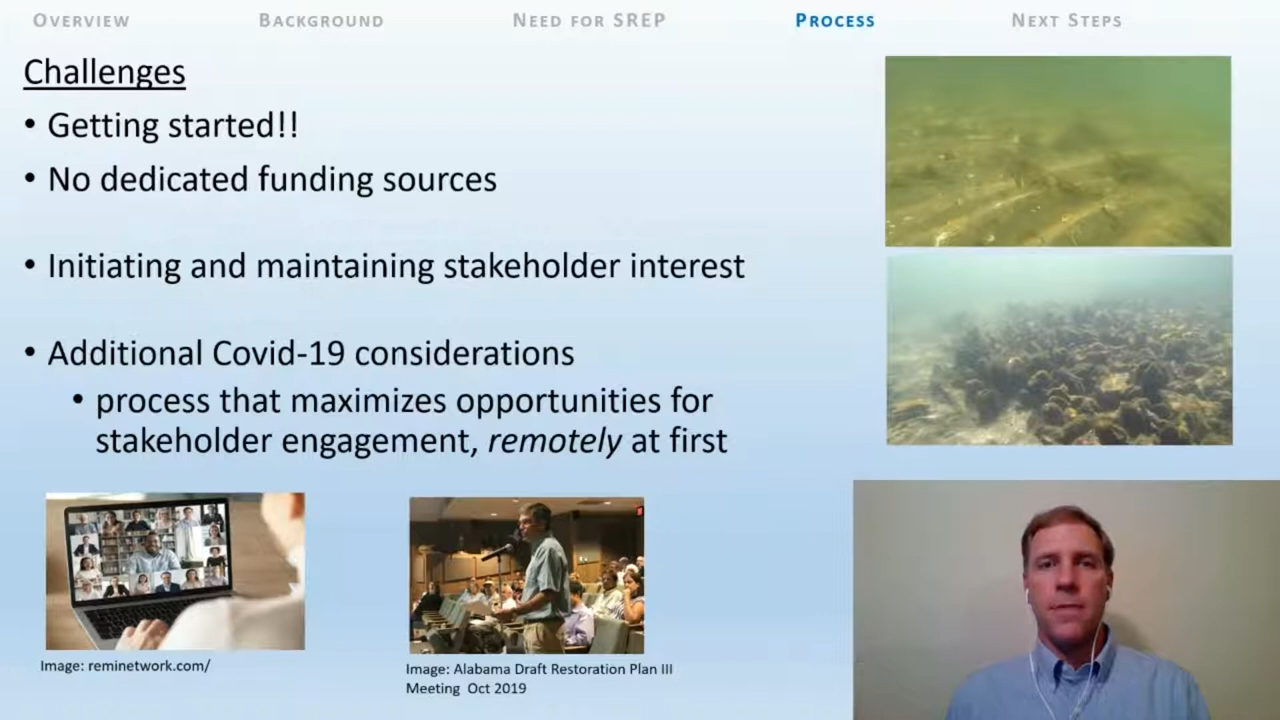 OVERVIEW BACKGROUND NEED FOR SREP PROCESS NEXT STEPS
Challenges
• Getting started!!
• No dedicated funding sources
• Initiating and maintaining stakeholder interest
• Additional Covid-19 considerations
• process that maximizes opportunities for
stakeholder engagement, remotely at first
Image: reminetwork.com/
Image: Alabama Draft Restoration Plan III
Meeting Oct 2019